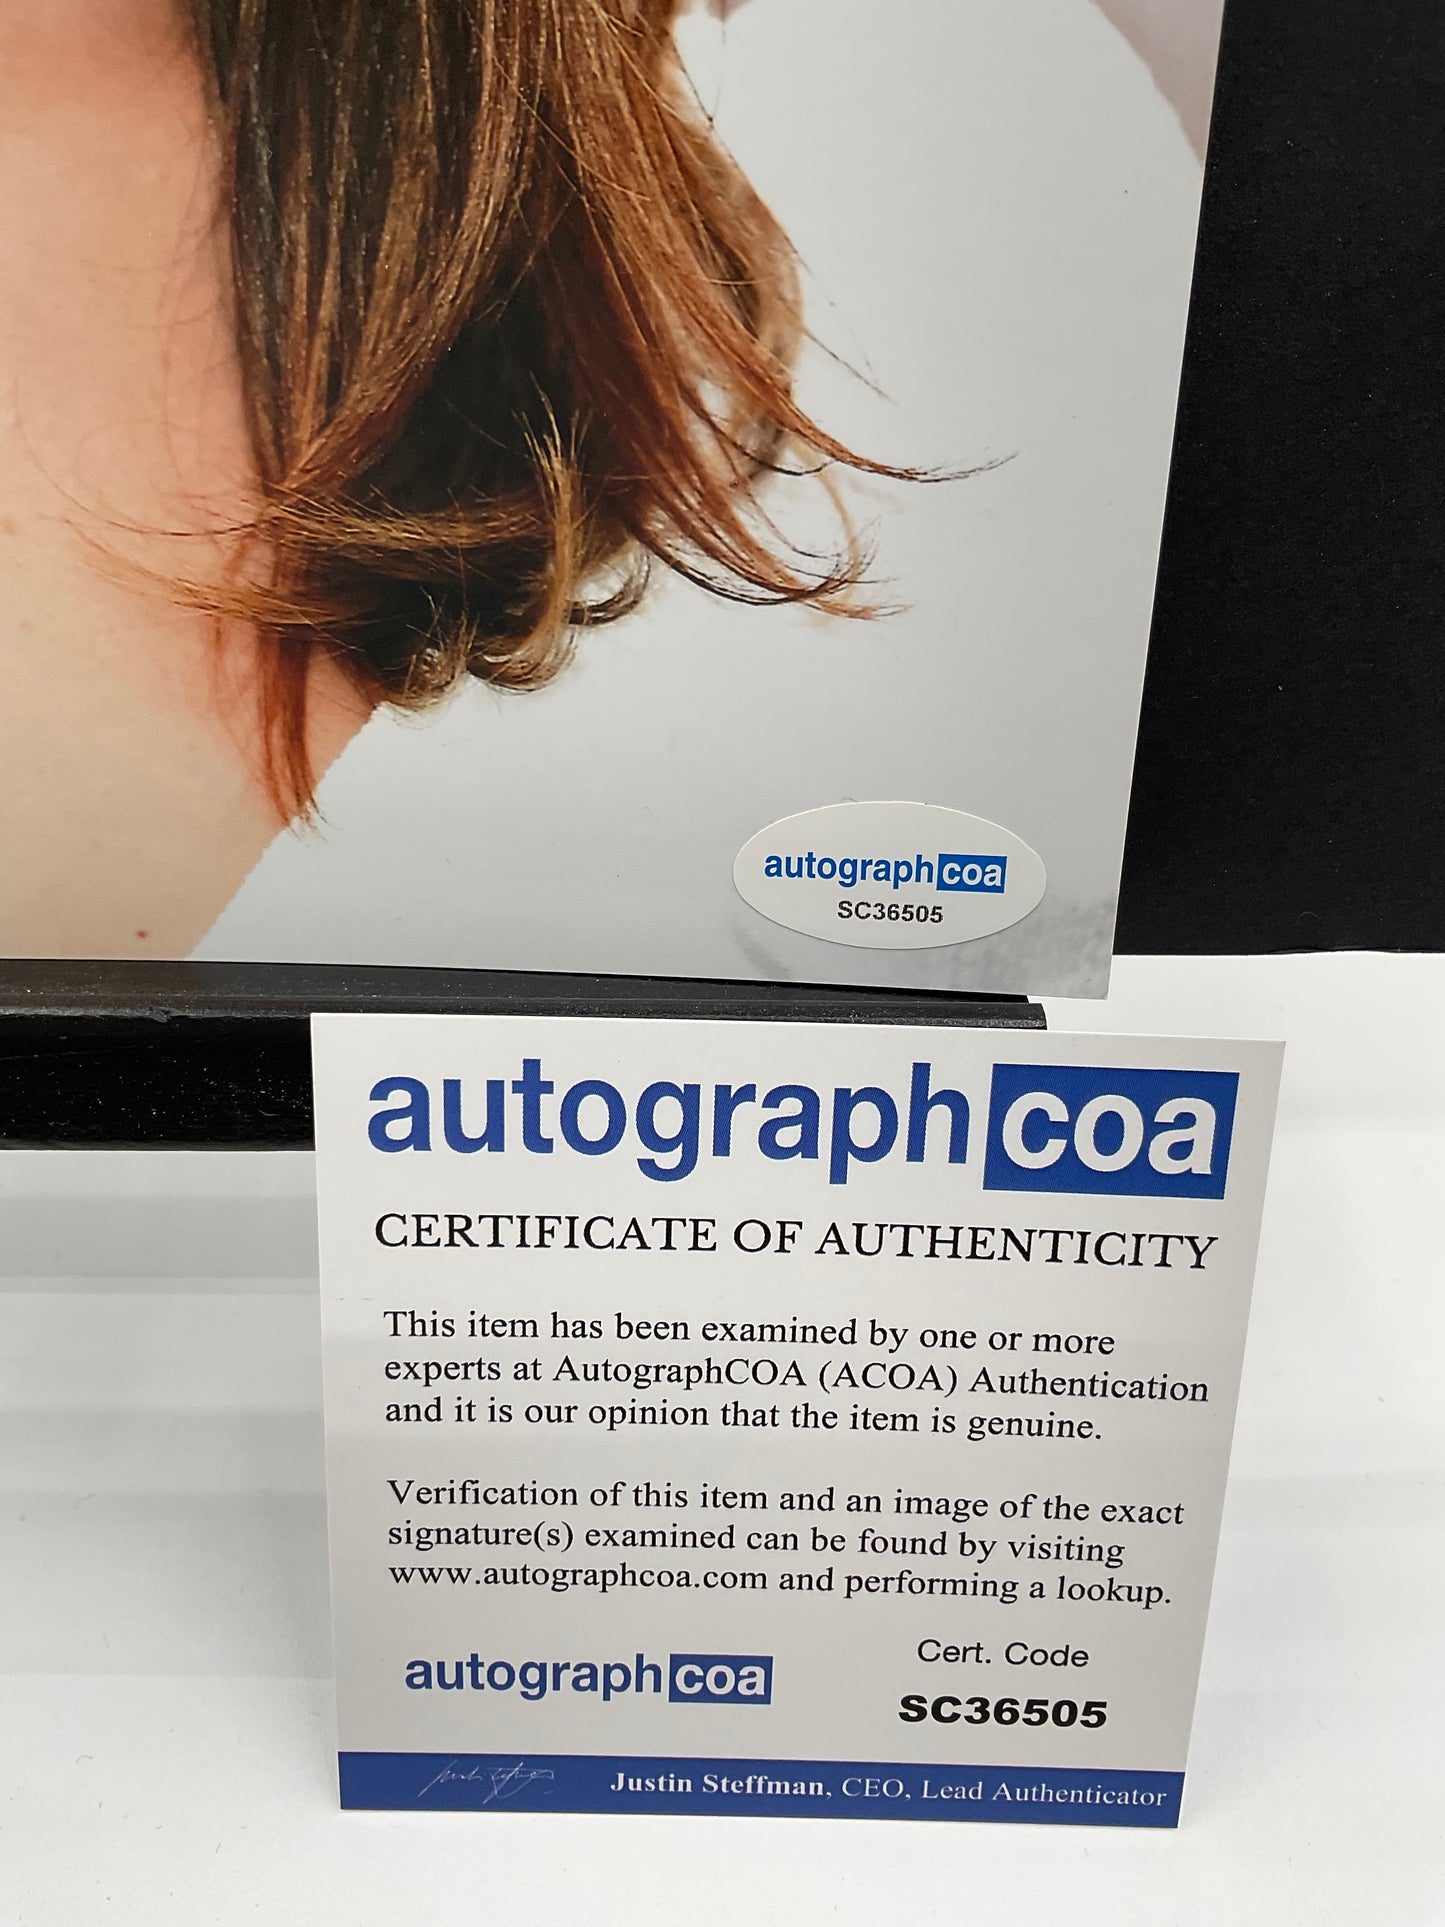 autographcoa
SC36505
autographcoa
CERTIFICATE OF AUTHENTICITY
This item has been examined by one or more
experts at AutographCOA (ACOA) Authentication
and it is our opinion that the item is genuine.
Verification of this item and an image of the exact
signature(s) examined can be found by visiting
www.autographcoa.com and performing a lookup.
autographcoa
Cert. Code
SC36505
Justin Steffman, CEO, Lead Authenticator